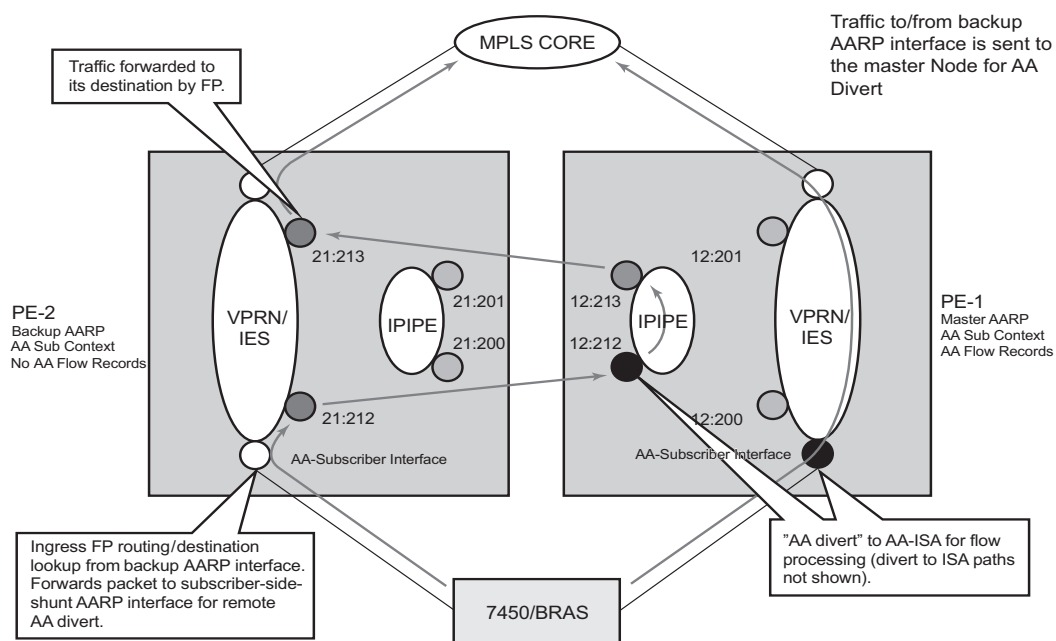 MPLS CORE
Traffic to/from backup
AARP interface is sent to
the master Node for AA
Divert
Traffic forwarded to
its destination by FP.
21:213
12:201
21:201
12:213
PE-2
Backup AARP
AA Sub Context
No AA Flow Records
VPRN/
IES
IPIPE
IPIPE
VPRN/
IES
PE-1
Master AARP
AA Sub Context
AA Flow Records
21:200
12:212
21:212
12:200
AA-Subscriber Interface
AA-Subscriber Interface
Ingress FP routing/destination
lookup from backup AARP interface.
Forwards packet to subscriber-side-
shunt AARP interface for remote
AA divert.
"AA divert" to AA-ISA for flow
processing (divert to ISA paths
not shown).
7450/BRAS